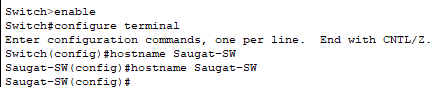 Switch>enable
Switch#configure terminal
Enter configuration commands, one per line.  End with CNTL/Z.
Switch(config)#hostname Saugat-SW
Saugat-SW(config)#hostname Saugat-SW
Saugat-SW(config)#